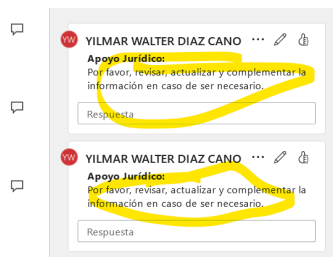 YW YILMAR WALTER DIAZ CANO ...
Apoyo Jurídico:
Por favor, revisar, actualizar y complementar la
información en caso de ser necesario.
Respuesta
YW YILMAR WALTER DIAZ CANO ...
Apoyo Jurídico:
Por favor, revisar, actualizar y complementar la
información en caso de ser necesario.
Respuesta